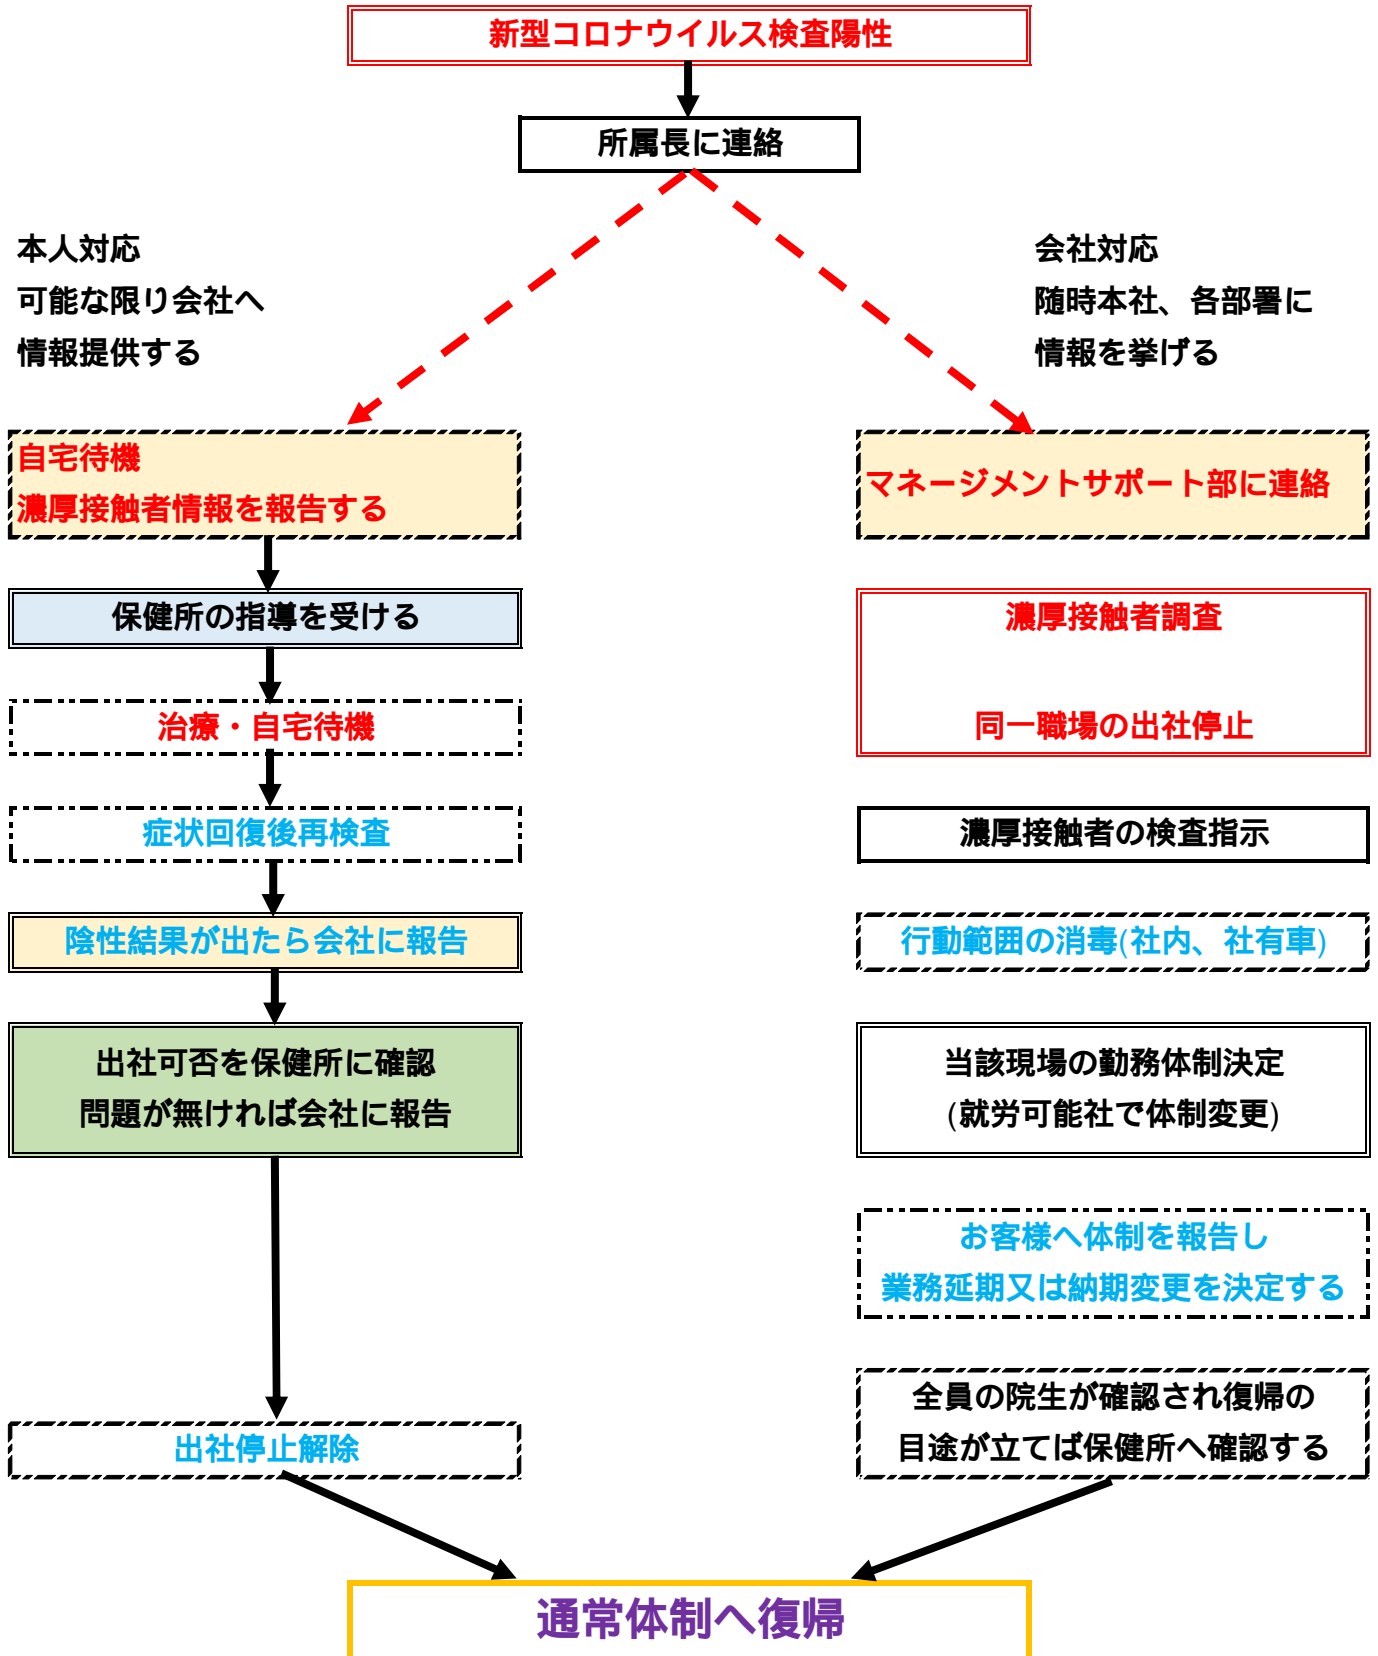 新型コロナウイルス検査陽性
所属長に連絡
本人対応
可能な限り会社へ
情報提供する
会社対応
随時本社、各部署に
情報を挙げる
自宅待機
濃厚接触者情報を報告する
マネージメントサポート部に連絡
保健所の指導を受ける
治療・自宅待機
症状回復後再検査
陰性結果が出たら会社に報告
出社可否を保健所に確認
問題が無ければ会社に報告
出社停止解除
濃厚接触者調査
同一職場の出社停止
濃厚接触者の検査指示
行動範囲の消毒(社内、社有車)
当該現場の勤務体制決定
(就労可能社で体制変更)
お客様へ体制を報告し
業務延期又は納期変更を決定する
全員の院生が確認され復帰の
目途が立てば保健所へ確認する
通常体制へ復帰